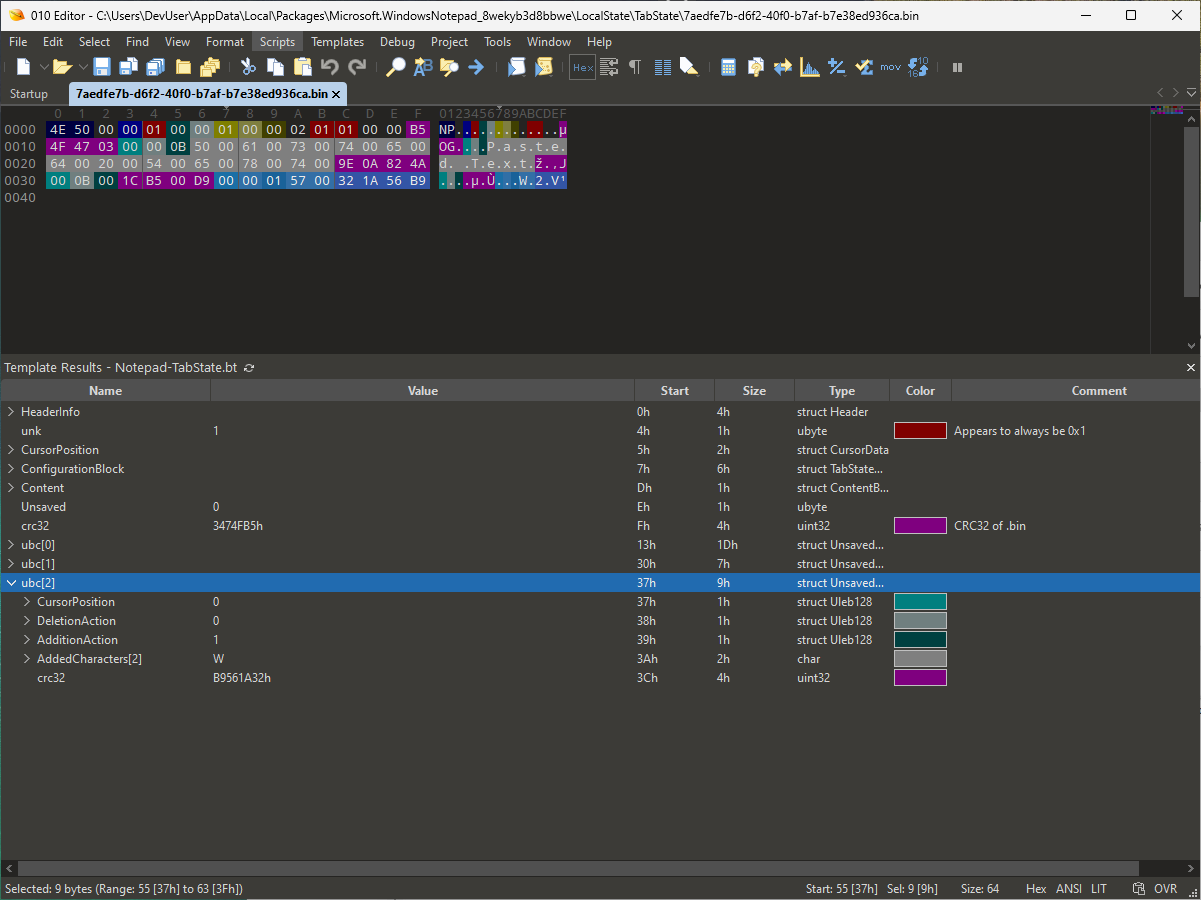 010 Editor - C:\Users\DevUser\AppData\Local\Packages\Microsoft.WindowsNotepad_8wekyb3d8bbwe\LocalState\TabState\7aedfe7b-d6f2-40f0-b7af-b7e38ed936ca.bin
File Edit Select Find View Format Scripts Templates Debug Project Tools Window Help
Hex mov
Startup 7aedfe7b-d6f2-40f0-b7af-b7e38ed936ca.bin
0 1 2 3 4 5 6 7 8 9 A B C D E F 0123456789ABCDEF
0000 4E 50 00 00 01 00 00 01 00 00 02 01 01 00 00 B5 NP.............µ
0010 4F 47 03 00 00 0B 50 00 61 00 73 00 74 00 65 00 OG....P.a.s.t.e.
0020 64 00 20 00 54 00 65 00 78 00 74 00 9E 0A 82 4A d. .T.e.x.t.ž.‚J
0030 00 0B 00 1C B5 00 D9 00 00 01 57 00 32 1A 56 B9 ....µ.Ù...W.2.V¹
0040
Template Results - Notepad-TabState.bt
Name Value Start Size Type Color Comment
HeaderInfo 0h 4h struct Header
unk 1 4h 1h ubyte Appears to always be 0x1
CursorPosition 5h 2h struct CursorData
ConfigurationBlock 7h 6h struct TabState...
Content Dh 1h struct ContentB...
Unsaved 0 Eh 1h ubyte
crc32 3474FB5h Fh 4h uint32 CRC32 of .bin
ubc[0] 13h 1Dh struct Unsaved...
ubc[1] 30h 7h struct Unsaved...
ubc[2] 37h 9h struct Unsaved...
CursorPosition 0 37h 1h struct Uleb128
DeletionAction 0 38h 1h struct Uleb128
AdditionAction 1 39h 1h struct Uleb128
AddedCharacters[2] W 3Ah 2h char
crc32 B9561A32h 3Ch 4h uint32
Selected: 9 bytes (Range: 55 [37h] to 63 [3Fh]) Start: 55 [37h] Sel: 9 [9h] Size: 64 Hex ANSI LIT OVR